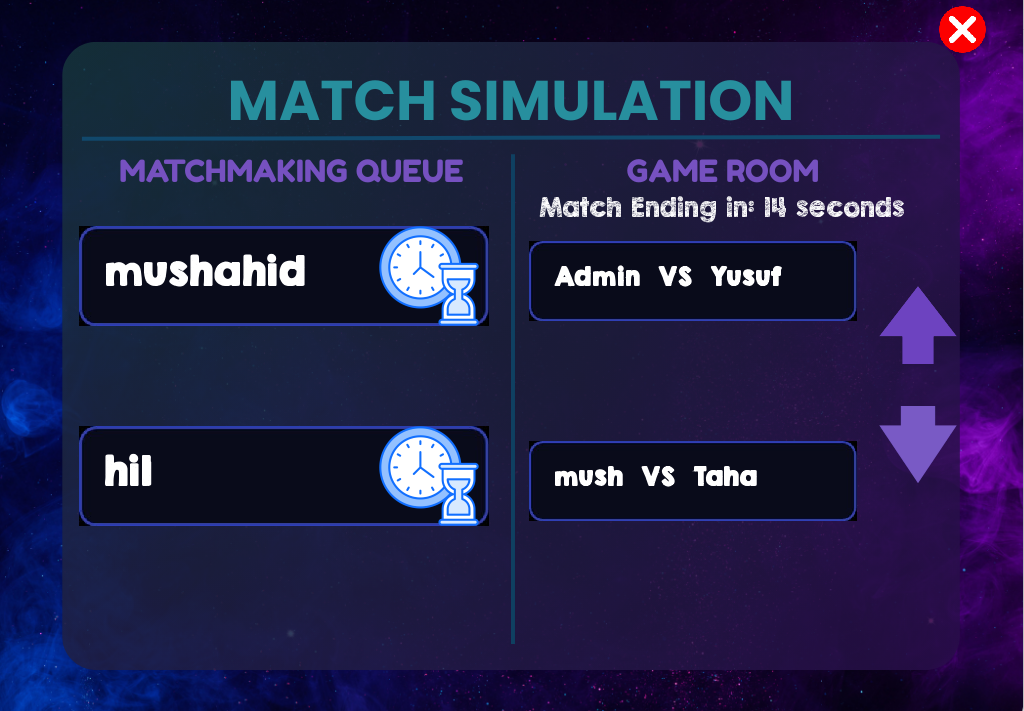 MATCH SIMULATION
MATCHMAKING QUEUE
mushahid
hil
GAME ROOM
Match Ending in: 14 seconds
Admin VS Yusuf
mush VS Taha